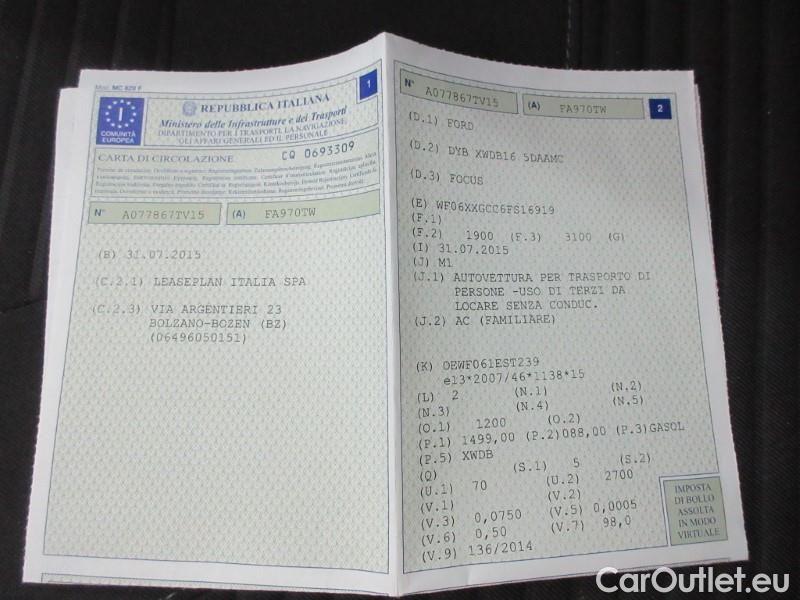 Mod. MC 820 F
1
I
COMUNITÀ
EUROPEA
REPUBBLICA ITALIANA
Ministero delle Infrastrutture e dei Trasporti
DIPARTIMENTO PER I TRASPORTI, LA NAVIGAZIONE,
GLI AFFARI GENERALI ED IL PERSONALE
CARTA DI CIRCOLAZIONE
CQ 0693309
N° A077867TV15 (A) FA970TW
(B) 31.07.2015
(C.2.1) LEASEPLAN ITALIA SPA
(C.2.3) VIA ARGENTIERI 23
BOLZANO-BOZEN (BZ)
(06496050151)
N° A077867TV15 (A) FA970TW 2
(D.1) FORD
(D.2) DYB XWDB16 5DAAMC
(D.3) FOCUS
(E) WF06XXGCC6FS16919
(F.1)
(F.2) 1900 (F.3) 3100 (G)
(I) 31.07.2015
(J) M1
(J.1) AUTOVETTURA PER TRASPORTO DI
PERSONE -USO DI TERZI DA
LOCARE SENZA CONDUC.
(J.2) AC (FAMILIARE)
(K) OEWF061EST239
e13*2007/46*1138*15
(L) 2 (N.1) (N.2)
(N.3) (N.4) (N.5)
(O.1) 1200 (O.2)
(P.1) 1499,00 (P.2)088,00 (P.3)GASOL
(P.5) XWDB
(Q) (S.1) 5 (S.2)
(U.1) 70 (U.2) 2700
(V.1) (V.2)
(V.3) 0,0750 (V.5) 0,0005
(V.6) 0,50 (V.7) 98,0
(V.9) 136/2014
IMPOSTA
DI BOLLO
ASSOLTA
IN MODO
VIRTUALE
CarOutlet.eu